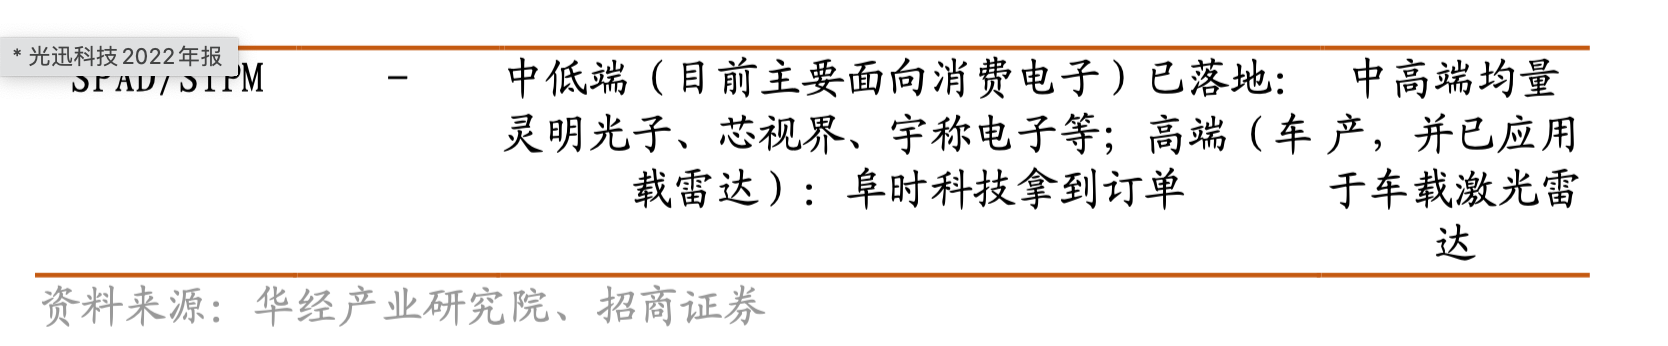 * 光迅科技2022年报
SPAD/SiPM – 中低端（目前主要面向消费电子）已落地： 中高端均量
灵明光子、芯视界、宇称电子等；高端（车 产，并已应用
载雷达）：阜时科技拿到订单 于车载激光雷
达
资料来源：华经产业研究院、招商证券